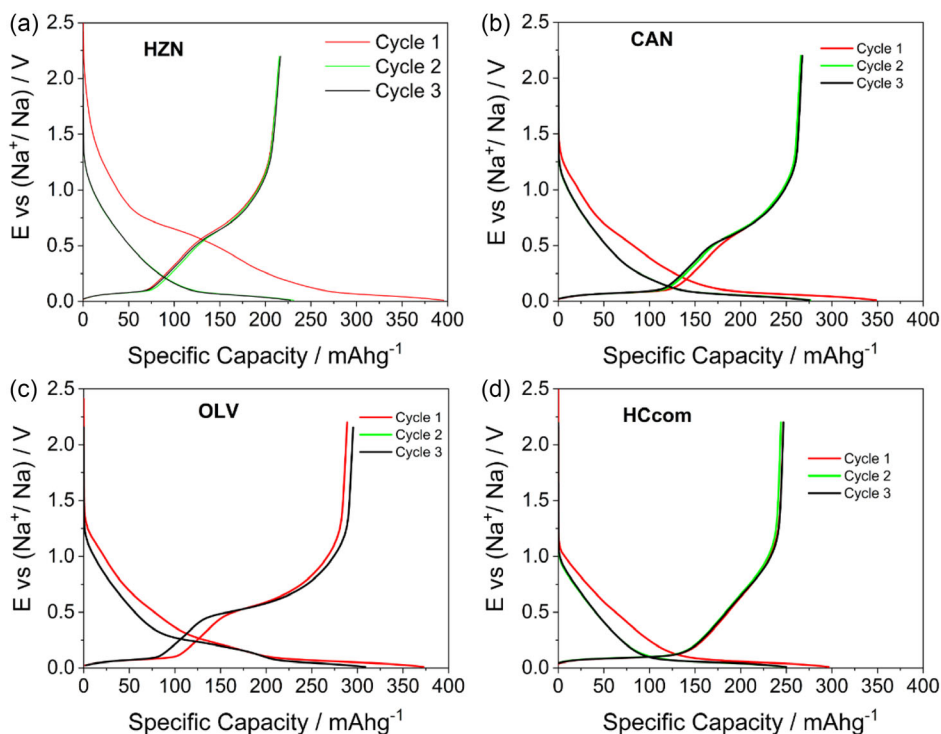 (a)
HZN
Cycle 1
Cycle 2
Cycle 3
2.5
2.0
1.5
1.0
0.5
0.0
E vs (Na⁺/ Na) / V
0 50 100 150 200 250 300 350 400
Specific Capacity / mAhg⁻¹
(b)
CAN
Cycle 1
Cycle 2
Cycle 3
2.5
2.0
1.5
1.0
0.5
0.0
E vs (Na⁺/ Na) / V
0 50 100 150 200 250 300 350 400
Specific Capacity / mAhg⁻¹
(c)
OLV
Cycle 1
Cycle 2
Cycle 3
2.5
2.0
1.5
1.0
0.5
0.0
E vs (Na⁺/ Na) / V
0 50 100 150 200 250 300 350 400
Specific Capacity / mAhg⁻¹
(d)
HCcom
Cycle 1
Cycle 2
Cycle 3
2.5
2.0
1.5
1.0
0.5
0.0
E vs (Na⁺/ Na) / V
0 50 100 150 200 250 300 350 400
Specific Capacity / mAhg⁻¹